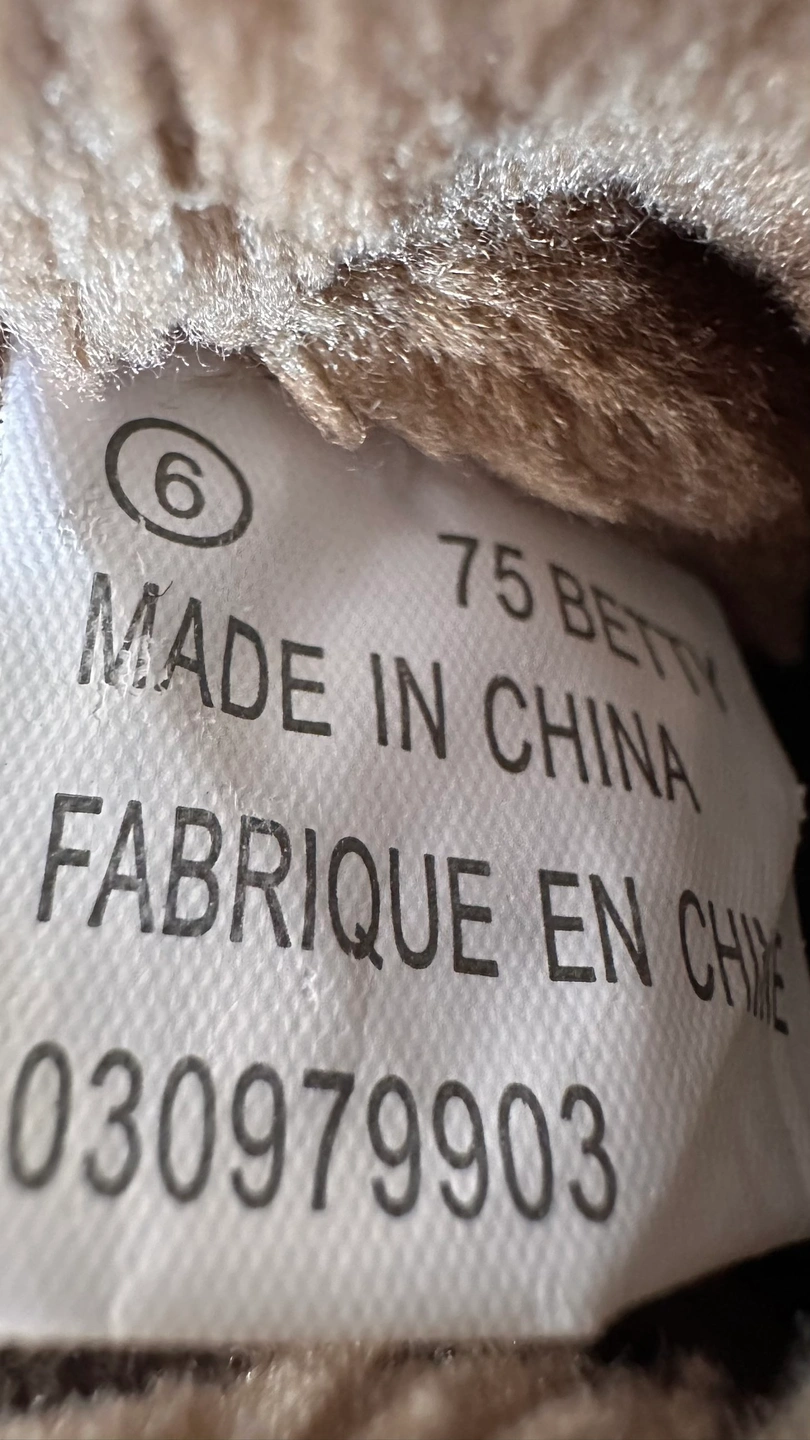 6
75 BETTY
MADE IN CHINA
FABRIQUE EN CHINE
030979903